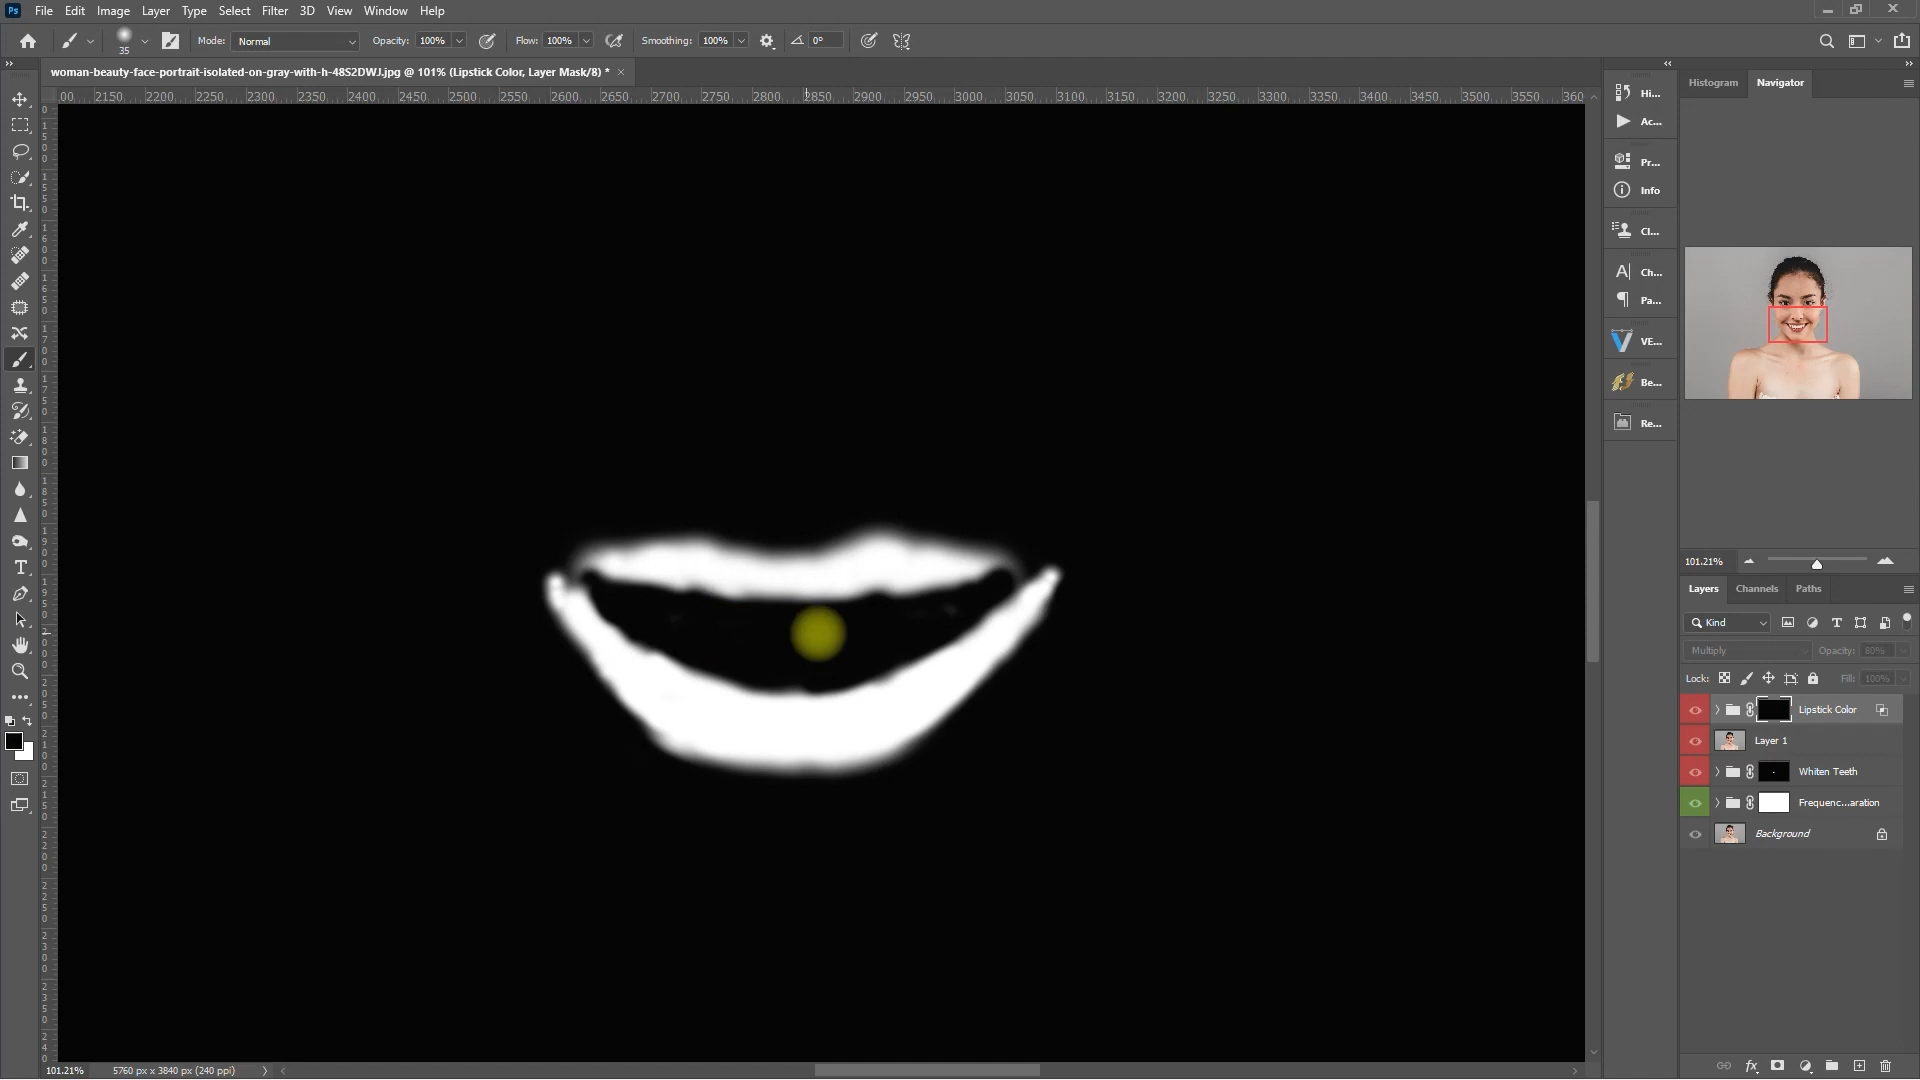 Ps File Edit Image Layer Type Select Filter 3D View Window Help
35 Mode: Normal Opacity: 100% Flow: 100% Smoothing: 100% 0°
woman-beauty-face-portrait-isolated-on-gray-with-h-48S2DWJ.jpg @ 101% (Lipstick Color, Layer Mask/8) * ×
00 2150 2200 2250 2300 2350 2400 2450 2500 2550 2600 2650 2700 2750 2800 2850 2900 2950 3000 3050 3100 3150 3200 3250 3300 3350 3400 3450 3500 3550 360
Hi...
Ac...
Pr...
Info
Cl...
Ch...
Pa...
VE...
Be...
Re...
Histogram Navigator
101.21%
Layers Channels Paths
Kind
Multiply Opacity: 80%
Lock: Fill: 100%
Lipstick Color
Layer 1
Whiten Teeth
Frequenc...aration
Background
101.21% 5760 px x 3840 px (240 ppi)